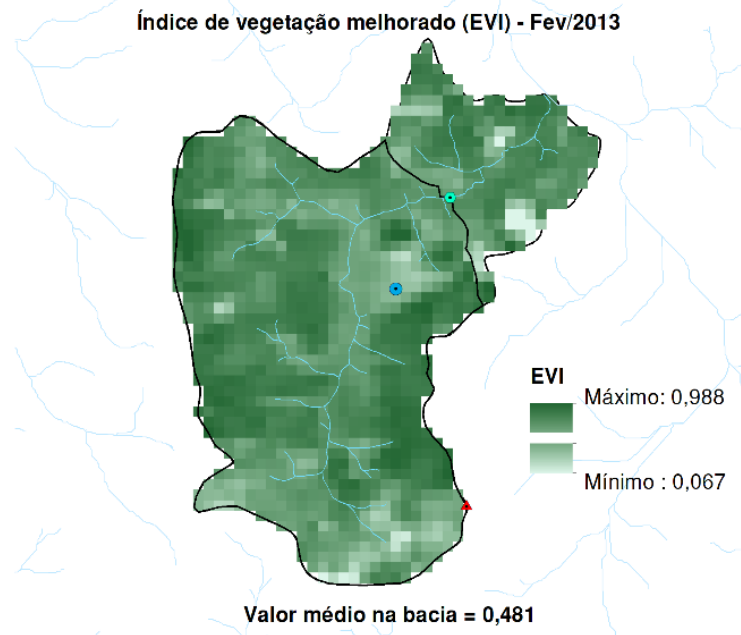 Índice de vegetação melhorado (EVI) - Fev/2013
EVI
Máximo: 0,988
Mínimo : 0,067
Valor médio na bacia = 0,481